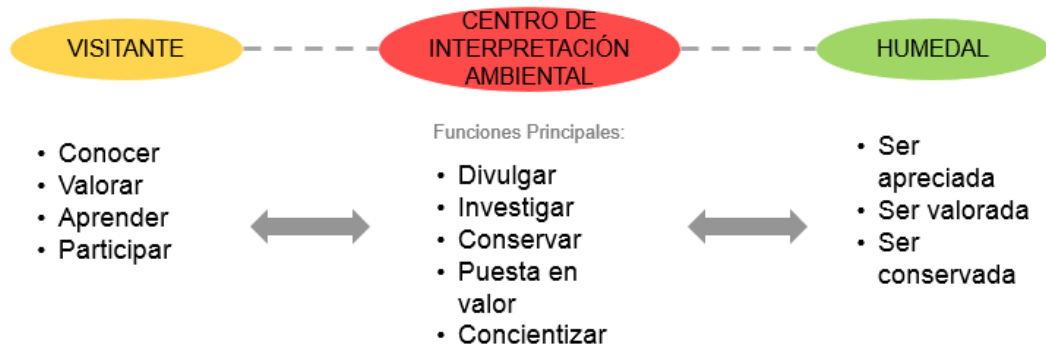 VISITANTE
CENTRO DE
INTERPRETACIÓN
AMBIENTAL
HUMEDAL
• Conocer
• Valorar
• Aprender
• Participar
Funciones Principales:
• Divulgar
• Investigar
• Conservar
• Puesta en
valor
• Concientizar
• Ser
apreciada
• Ser valorada
• Ser
conservada